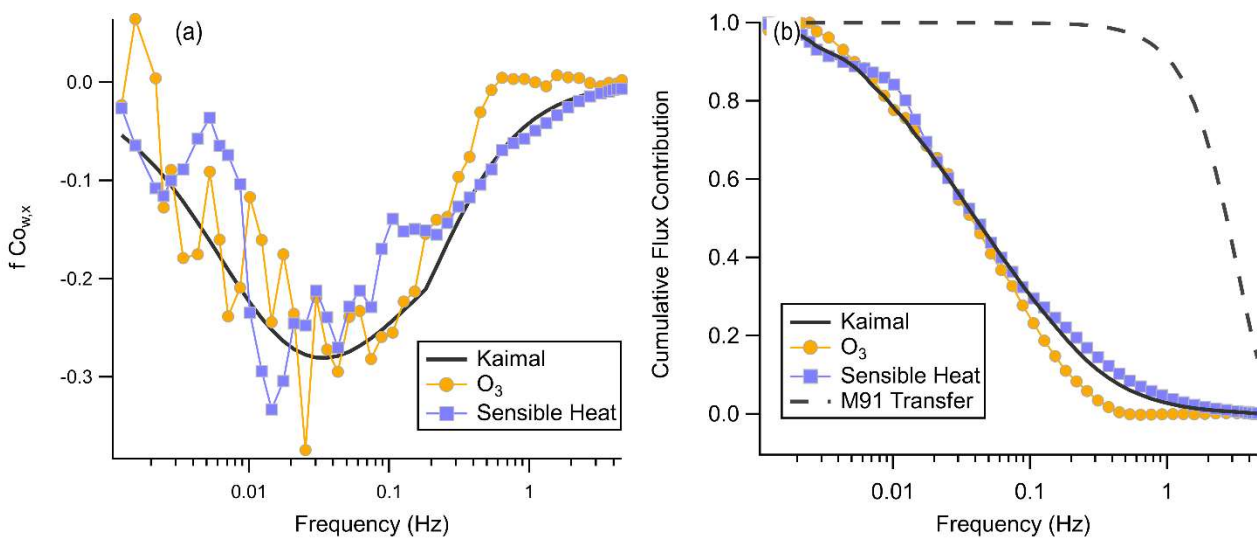 (a)
0.0
-0.1
-0.2
-0.3
f Co_w,x
Kaimal
O₃
Sensible Heat
0.01
0.1
1
Frequency (Hz)
(b)
1.0
0.8
0.6
0.4
0.2
0.0
Cumulative Flux Contribution
Kaimal
O₃
Sensible Heat
M91 Transfer
0.01
0.1
1
Frequency (Hz)